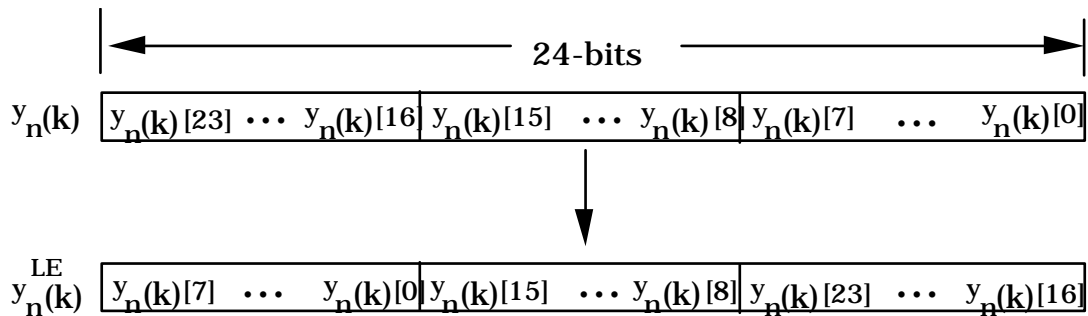 24-bits
yn(k) yn(k)[23] ••• yn(k)[16] yn(k)[15] ••• yn(k)[8] yn(k)[7] ••• yn(k)[0]
LE
yn(k) yn(k)[7] ••• yn(k)[0] yn(k)[15] ••• yn(k)[8] yn(k)[23] ••• yn(k)[16]